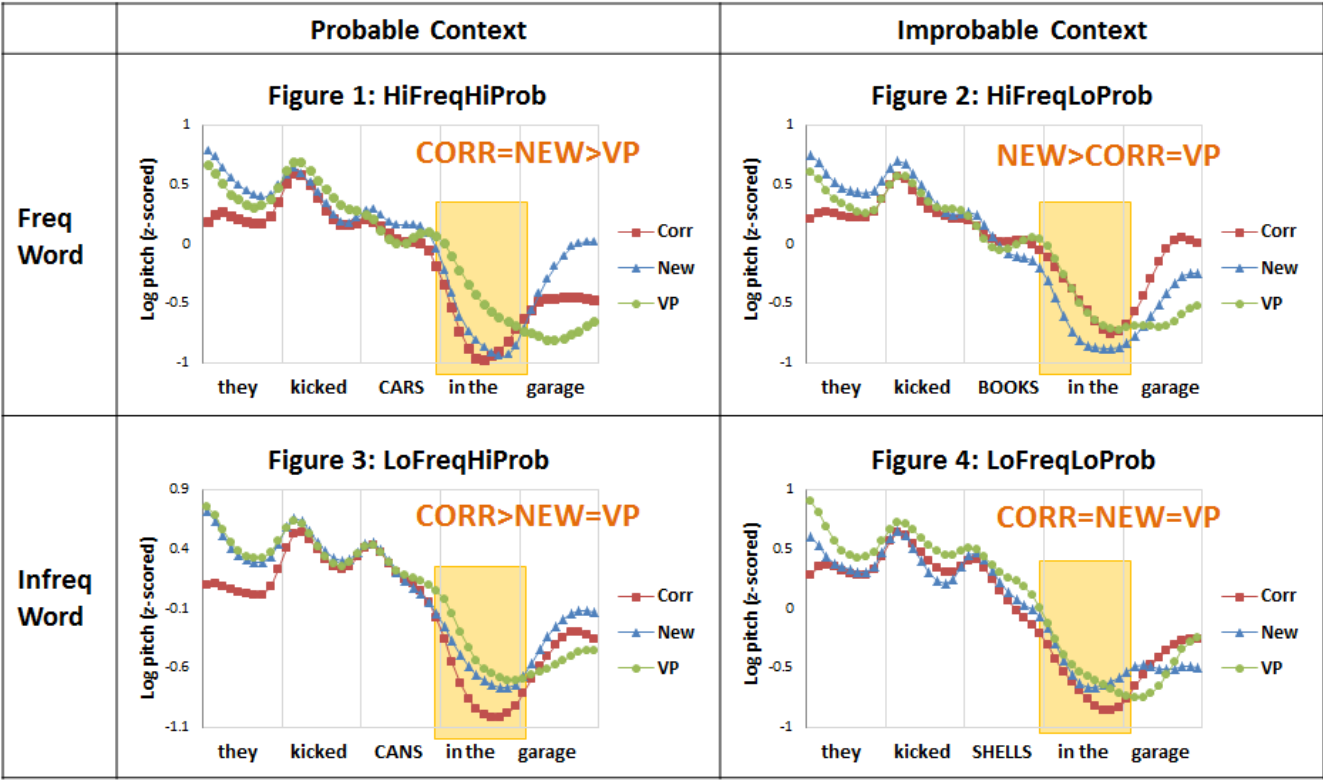 Probable Context
Improbable Context
Freq
Word
Figure 1: HiFreqHiProb
CORR=NEW>VP
Log pitch (z-scored)
1
0.5
0
-0.5
-1
they kicked CARS in the garage
Corr
New
VP
Figure 2: HiFreqLoProb
NEW>CORR=VP
Log pitch (z-scored)
1
0.5
0
-0.5
-1
they kicked BOOKS in the garage
Corr
New
VP
Infreq
Word
Figure 3: LoFreqHiProb
CORR>NEW=VP
Log pitch (z-scored)
0.9
0.4
-0.1
-0.6
-1.1
they kicked CANS in the garage
Corr
New
VP
Figure 4: LoFreqLoProb
CORR=NEW=VP
Log pitch (z-scored)
1
0.5
0
-0.5
-1
they kicked SHELLS in the garage
Corr
New
VP